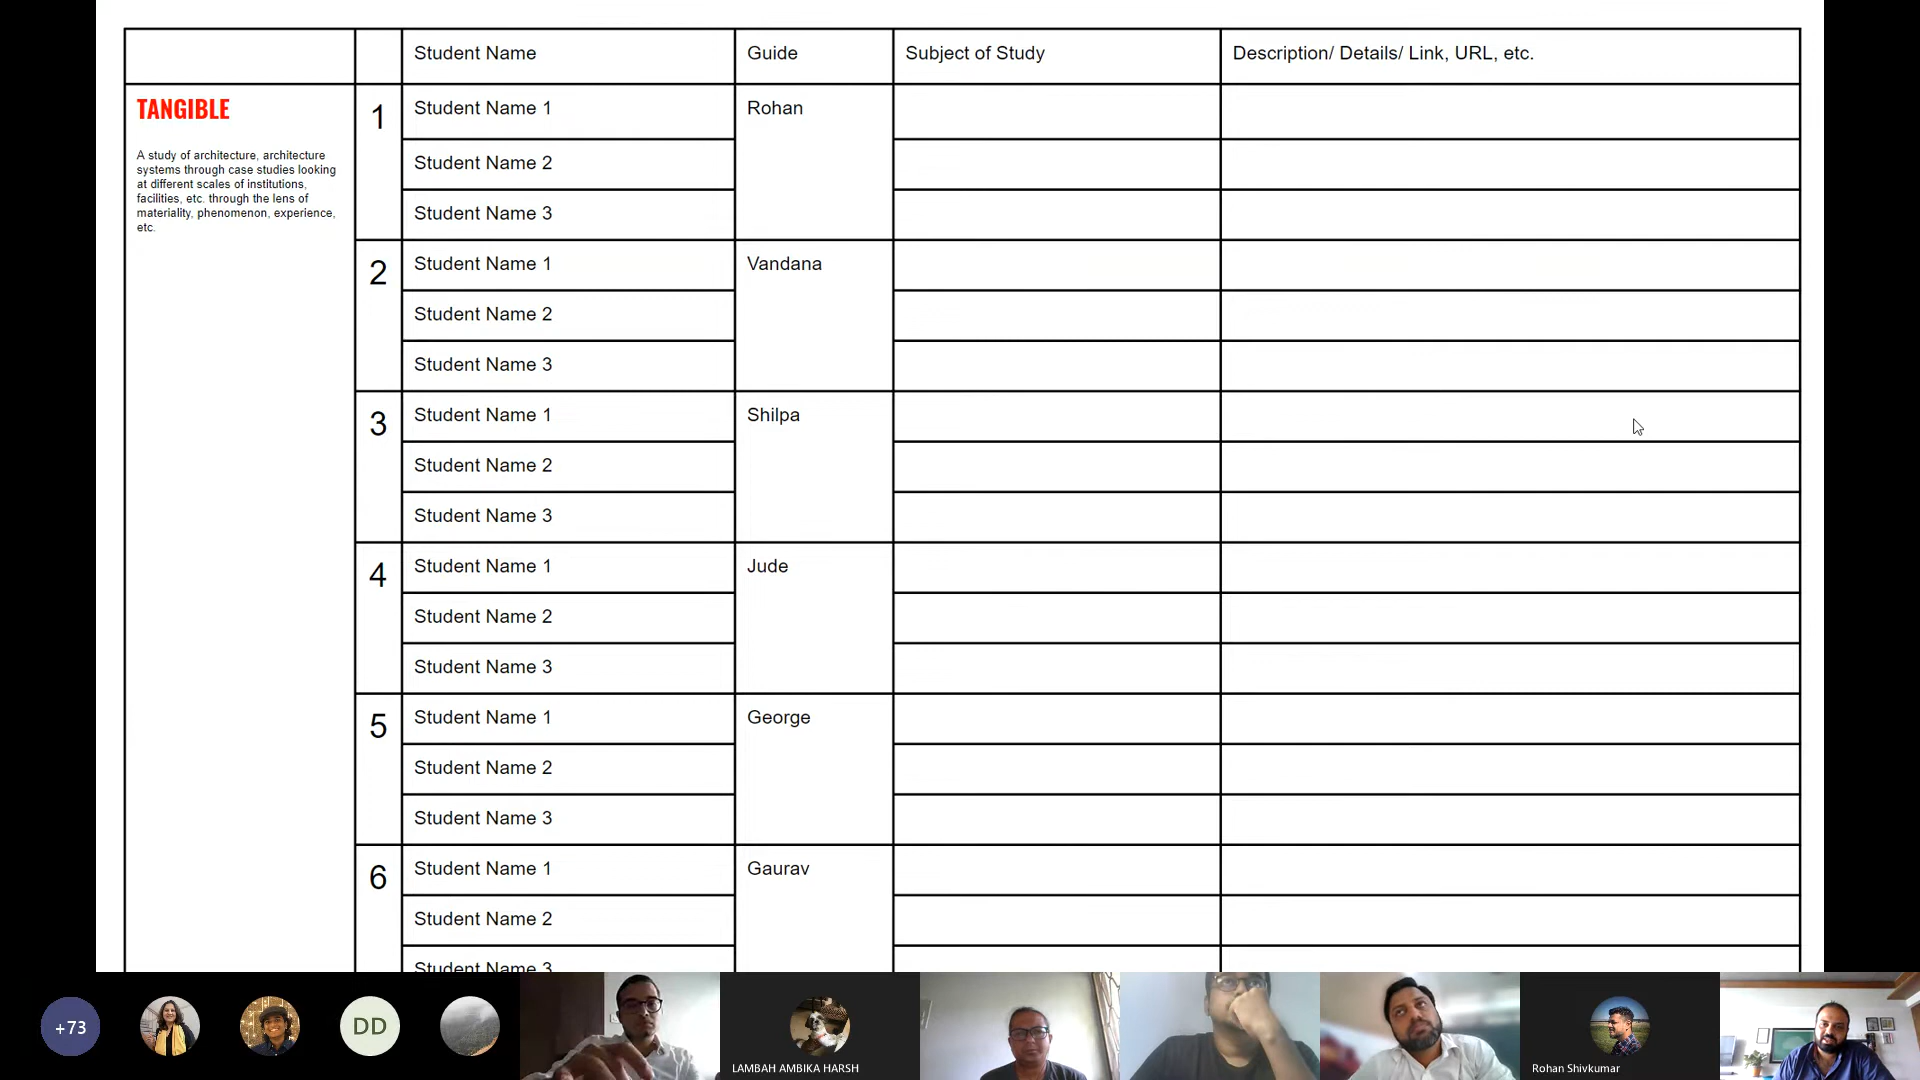 Student Name Guide Subject of Study Description/ Details/ Link, URL, etc.
TANGIBLE
A study of architecture, architecture
systems through case studies looking
at different scales of institutions,
facilities, etc. through the lens of
materiality, phenomenon, experience,
etc.
1 Student Name 1 Rohan
Student Name 2
Student Name 3
2 Student Name 1 Vandana
Student Name 2
Student Name 3
3 Student Name 1 Shilpa
Student Name 2
Student Name 3
4 Student Name 1 Jude
Student Name 2
Student Name 3
5 Student Name 1 George
Student Name 2
Student Name 3
6 Student Name 1 Gaurav
Student Name 2
Student Name 3
+73
DD
LAMBAH AMBIKA HARSH
Rohan Shivkumar